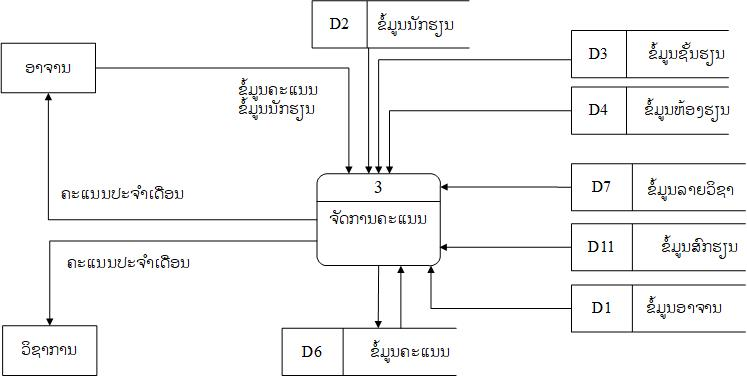 D2 ຂໍ້ມູນນັກຮຽນ
D3 ຂໍ້ມູນຊັ້ນຮຽນ
ອາຈານ
ຂໍ້ມູນຄະແນນ
ຂໍ້ມູນນັກຮຽນ
D4 ຂໍ້ມູນຫ້ອງຮຽນ
3
ຈັດການຄະແນນ
ຄະແນນປະຈຳເດືອນ
D7 ຂໍ້ມູນລາຍວິຊາ
ຄະແນນປະຈຳເດືອນ
D11 ຂໍ້ມູນສົກຮຽນ
D1 ຂໍ້ມູນອາຈານ
ວິຊາການ
D6 ຂໍ້ມູນຄະແນນ